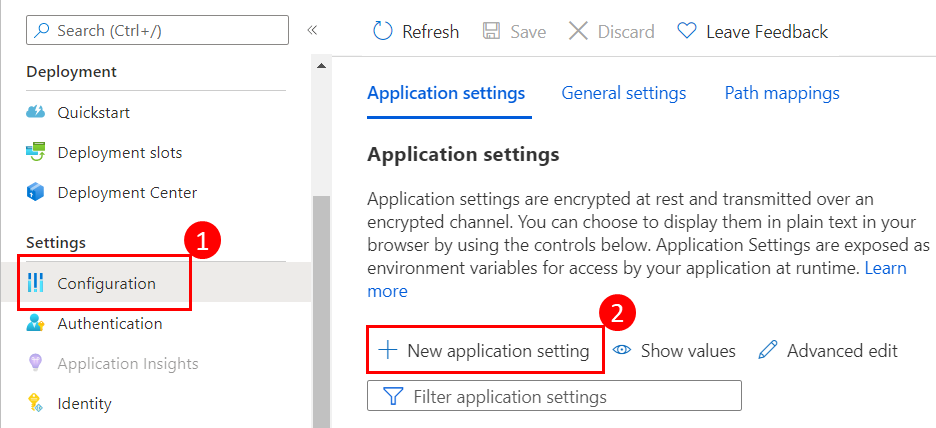 Search (Ctrl+/)
«
Deployment
Quickstart
Deployment slots
Deployment Center
Settings
1
Configuration
Authentication
Application Insights
Identity
Refresh
Save
Discard
Leave Feedback
Application settings
General settings
Path mappings
Application settings
Application settings are encrypted at rest and transmitted over an
encrypted channel. You can choose to display them in plain text in your
browser by using the controls below. Application Settings are exposed as
environment variables for access by your application at runtime. Learn
more
2
New application setting
Show values
Advanced edit
Filter application settings